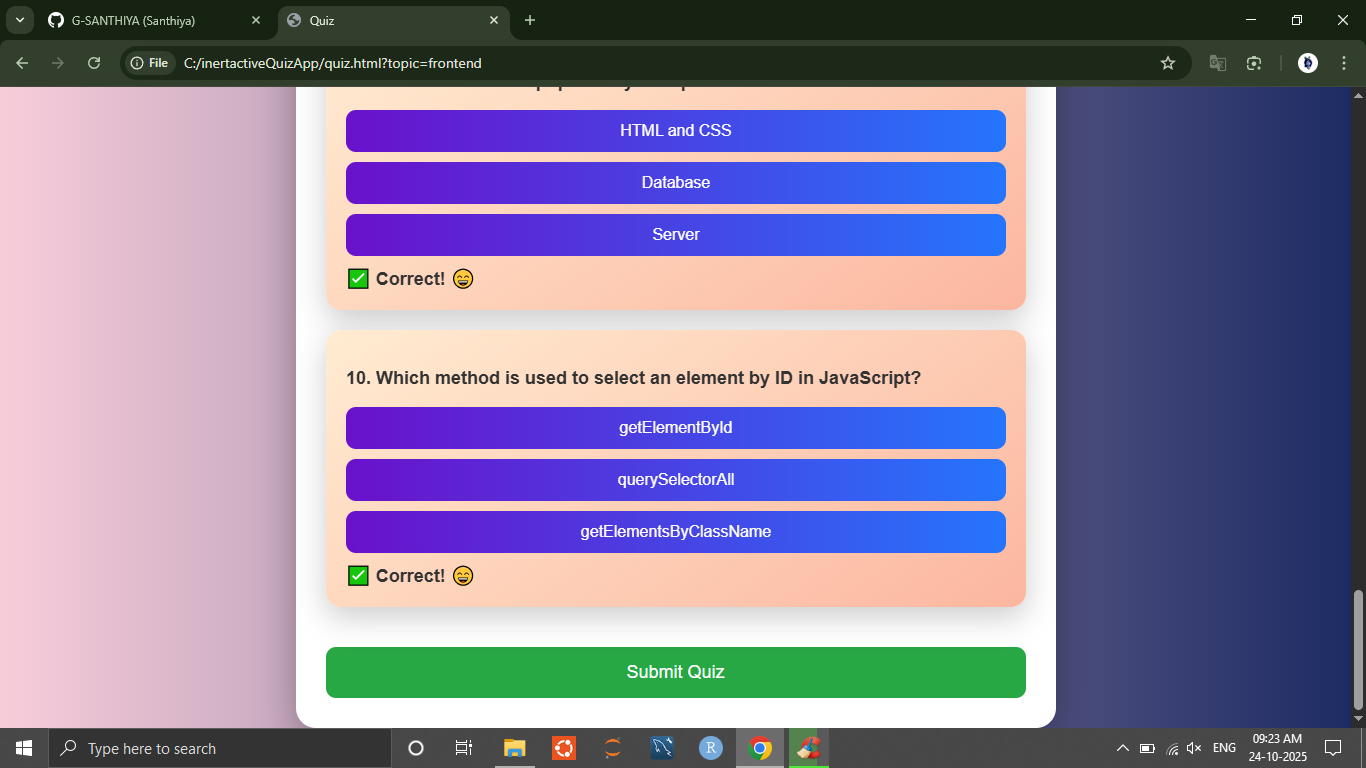 G-SANTHIYA (Santhiya)
Quiz
File
C:/inertactiveQuizApp/quiz.html?topic=frontend
HTML and CSS
Database
Server
Correct!
10. Which method is used to select an element by ID in JavaScript?
getElementById
querySelectorAll
getElementsByClassName
Correct!
Submit Quiz
Type here to search
R
ENG
09:23 AM
24-10-2025